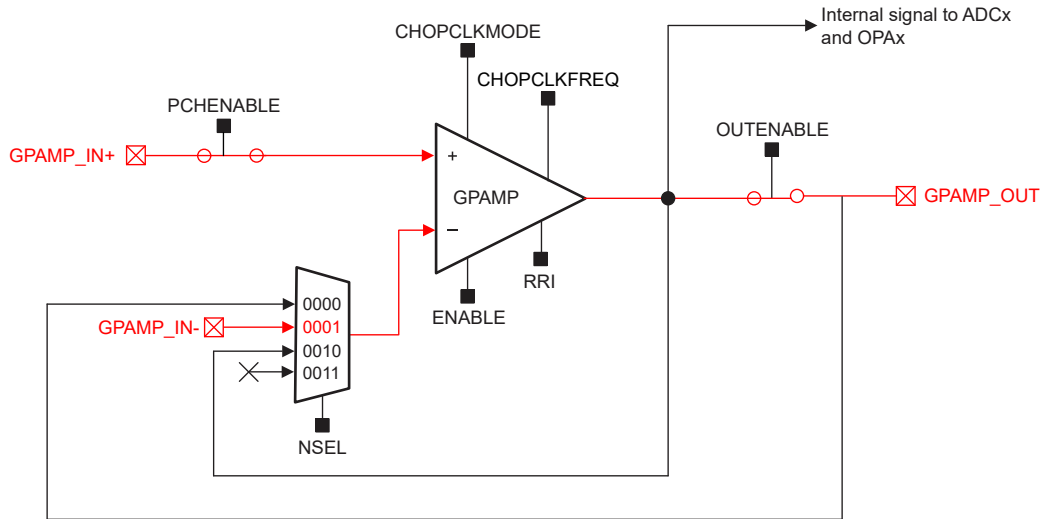 Internal signal to ADCx
and OPAx
CHOPCLKMODE
CHOPCLKFREQ
PCHENABLE
OUTENABLE
GPAMP_IN+
+
GPAMP
−
GPAMP_OUT
RRI
ENABLE
0000
GPAMP_IN-
0001
0010
0011
NSEL